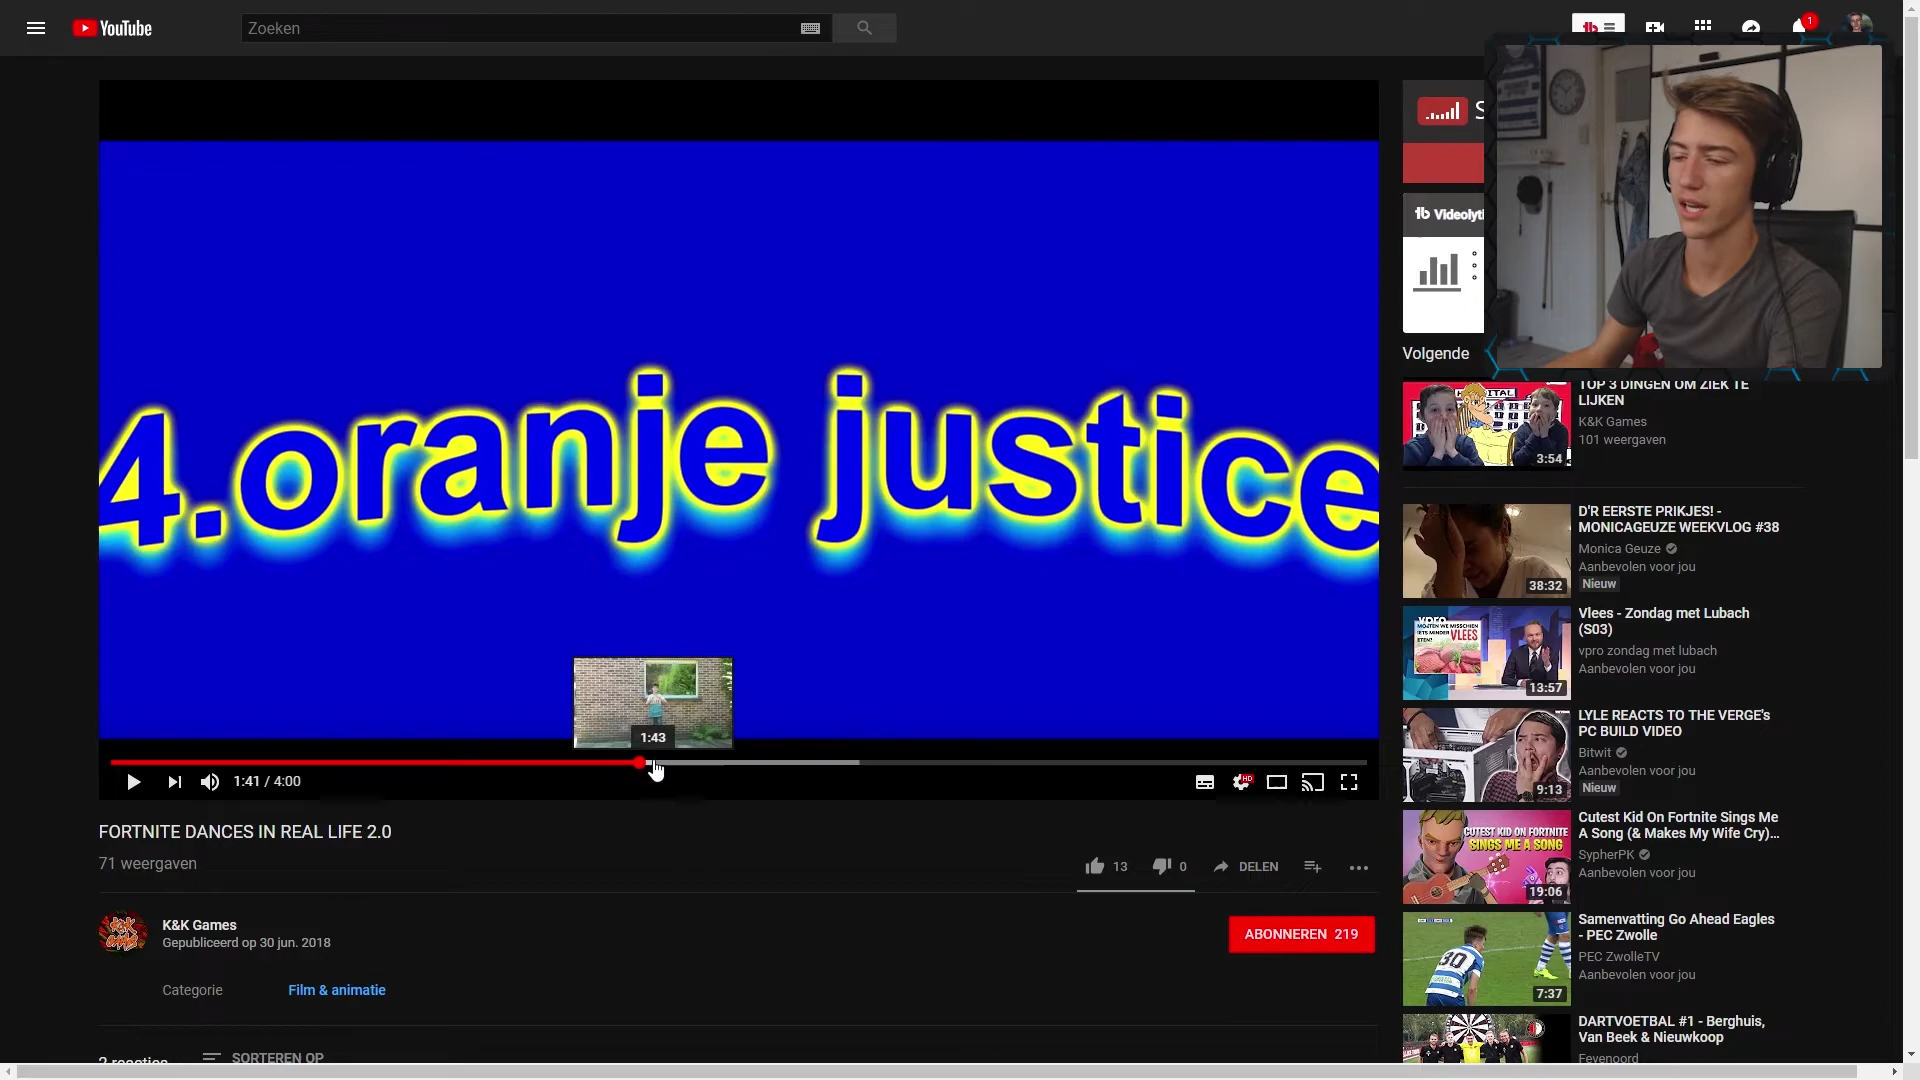 YouTube
Zoeken
1
4.oranje justice
1:43
1:41 / 4:00
HD
FORTNITE DANCES IN REAL LIFE 2.0
71 weergaven
13
0
DELEN
K&K Games
Gepubliceerd op 30 jun. 2018
ABONNEREN 219
Categorie
Film & animatie
SORTEREN OP
Volgende
TOP 3 DINGEN OM ZIEK TE
LIJKEN
K&K Games
101 weergaven
3:54
D'R EERSTE PRIKJES! -
MONICAGEUZE WEEKVLOG #38
Monica Geuze
Aanbevolen voor jou
Nieuw
38:32
Vlees - Zondag met Lubach
(S03)
vpro zondag met lubach
Aanbevolen voor jou
VLEES
13:57
LYLE REACTS TO THE VERGE's
PC BUILD VIDEO
Bitwit
Aanbevolen voor jou
Nieuw
9:13
Cutest Kid On Fortnite Sings Me
A Song (& Makes My Wife Cry)...
SypherPK
Aanbevolen voor jou
CUTEST KID ON FORTNITE
SINGS ME A SONG
19:06
Samenvatting Go Ahead Eagles
- PEC Zwolle
PEC ZwolleTV
Aanbevolen voor jou
30
7:37
DARTVOETBAL #1 - Berghuis,
Van Beek & Nieuwkoop
Feyenoord